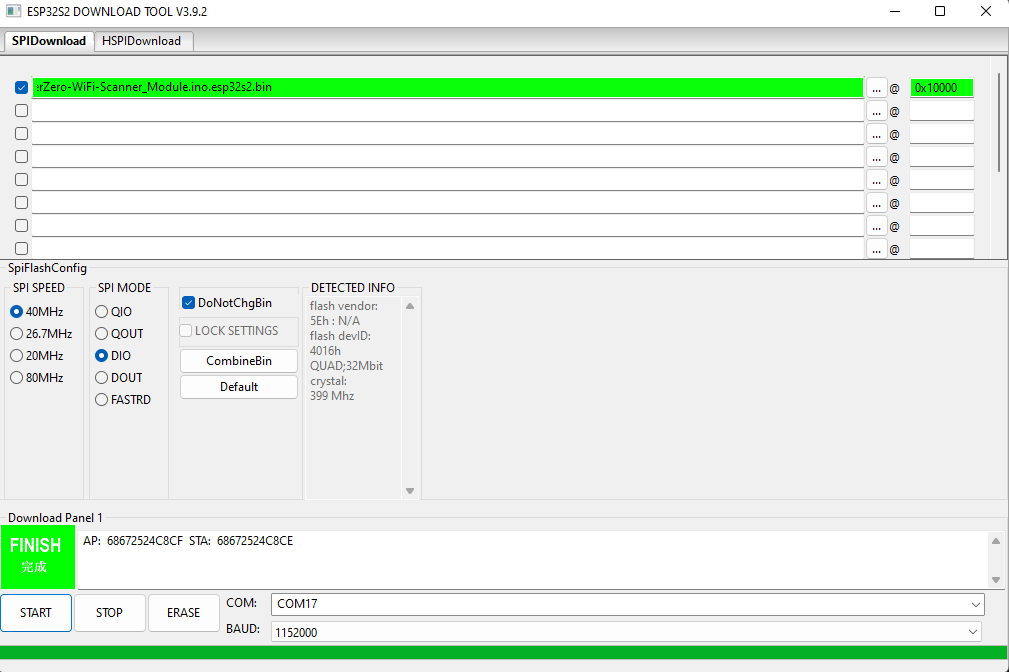 ESP32S2 DOWNLOAD TOOL V3.9.2
SPIDownload HSPIDownload
erZero-WiFi-Scanner_Module.ino.esp32s2.bin ... @ 0x10000
... @
... @
... @
... @
... @
... @
... @
SpiFlashConfig
SPI SPEED
40MHz
26.7MHz
20MHz
80MHz
SPI MODE
QIO
QOUT
DIO
DOUT
FASTRD
DoNotChgBin
LOCK SETTINGS
CombineBin
Default
DETECTED INFO
flash vendor:
5Eh : N/A
flash devID:
4016h
QUAD;32Mbit
crystal:
399 Mhz
Download Panel 1
FINISH
完成
AP: 68672524C8CF STA: 68672524C8CE
START STOP ERASE
COM: COM17
BAUD: 1152000